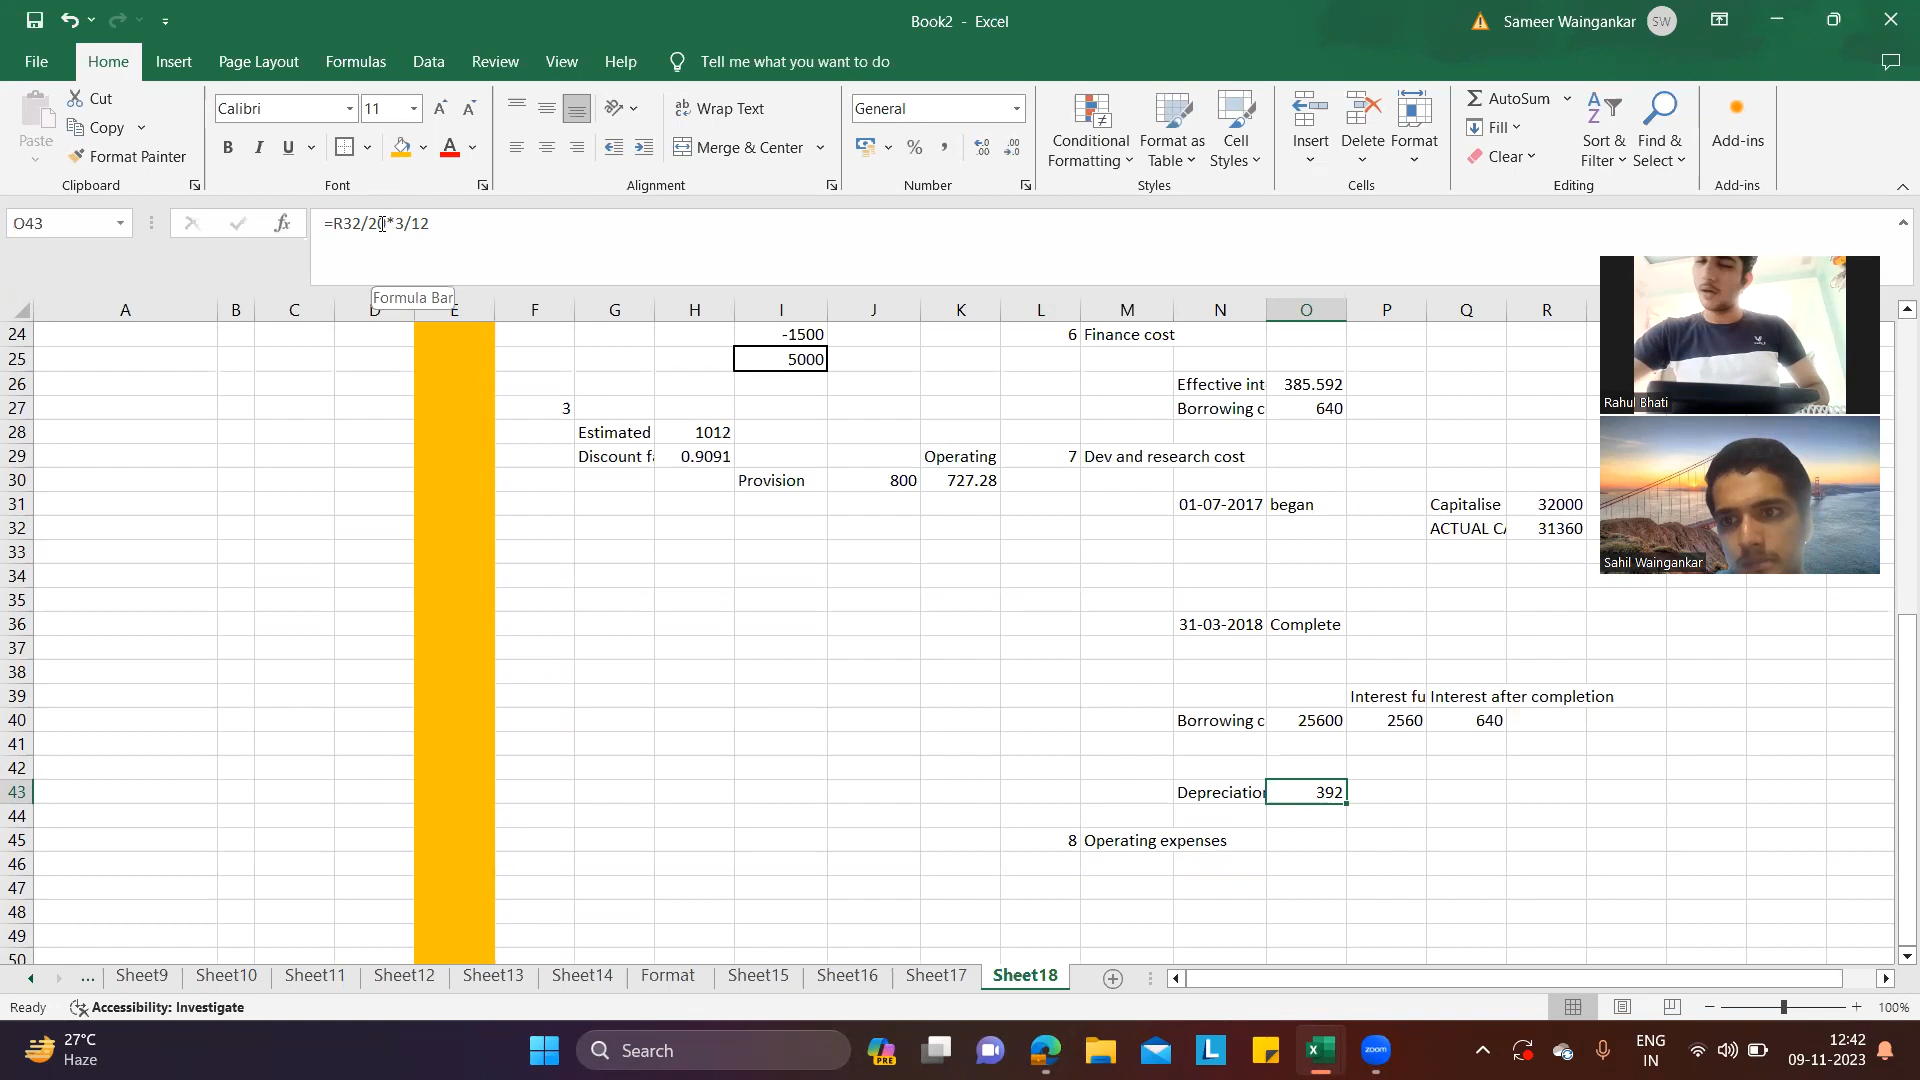 Book2 - Excel
Sameer Waingankar
SW
File
Home
Insert
Page Layout
Formulas
Data
Review
View
Help
Tell me what you want to do
Paste
Cut
Copy
Format Painter
Clipboard
Calibri
11
B I U
Font
Wrap Text
Merge & Center
Alignment
General
Number
Conditional Formatting
Format as Table
Cell Styles
Styles
Insert
Delete
Format
Cells
AutoSum
Fill
Clear
Sort & Filter
Find & Select
Editing
Add-ins
Add-ins
O43
fx
=R32/20*3/12
Formula Bar
A B C D E F G H I J K L M N O P Q R
24 -1500 6 Finance cost
25 5000
26 Effective int 385.592
27 3 Borrowing c 640
28 Estimated 1012
29 Discount fa 0.9091 Operating 7 Dev and research cost
30 Provision 800 727.28
31 01-07-2017 began Capitalise 32000
32 ACTUAL CA 31360
33
34
35
36 31-03-2018 Complete
37
38
39 Interest fu Interest after completion
40 Borrowing c 25600 2560 640
41
42
43 Depreciation 392
44
45 8 Operating expenses
46
47
48
49
50
Rahul Bhati
Sahil Waingankar
... Sheet9 Sheet10 Sheet11 Sheet12 Sheet13 Sheet14 Format Sheet15 Sheet16 Sheet17 Sheet18
Ready
Accessibility: Investigate
100%
27°C
Haze
Search
PRE
L
zoom
ENG
IN
12:42
09-11-2023